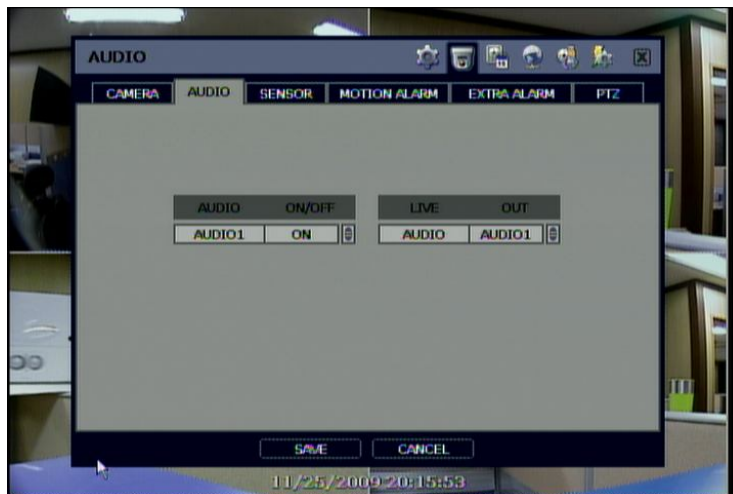 AUDIO
CAMERA AUDIO SENSOR MOTION ALARM EXTRA ALARM PTZ
AUDIO ON/OFF LIVE OUT
AUDIO1 ON AUDIO AUDIO1
SAVE CANCEL
11/25/2009 20:15:53